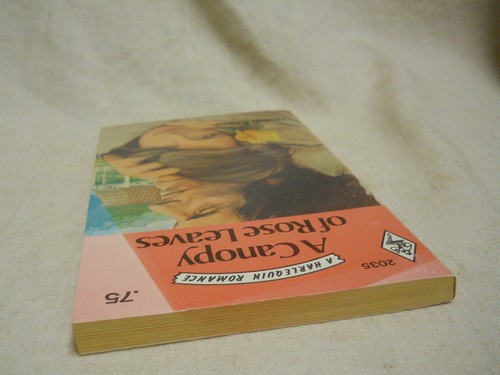 2035
.75
A HARLEQUIN ROMANCE
A Canopy
of Rose Leaves